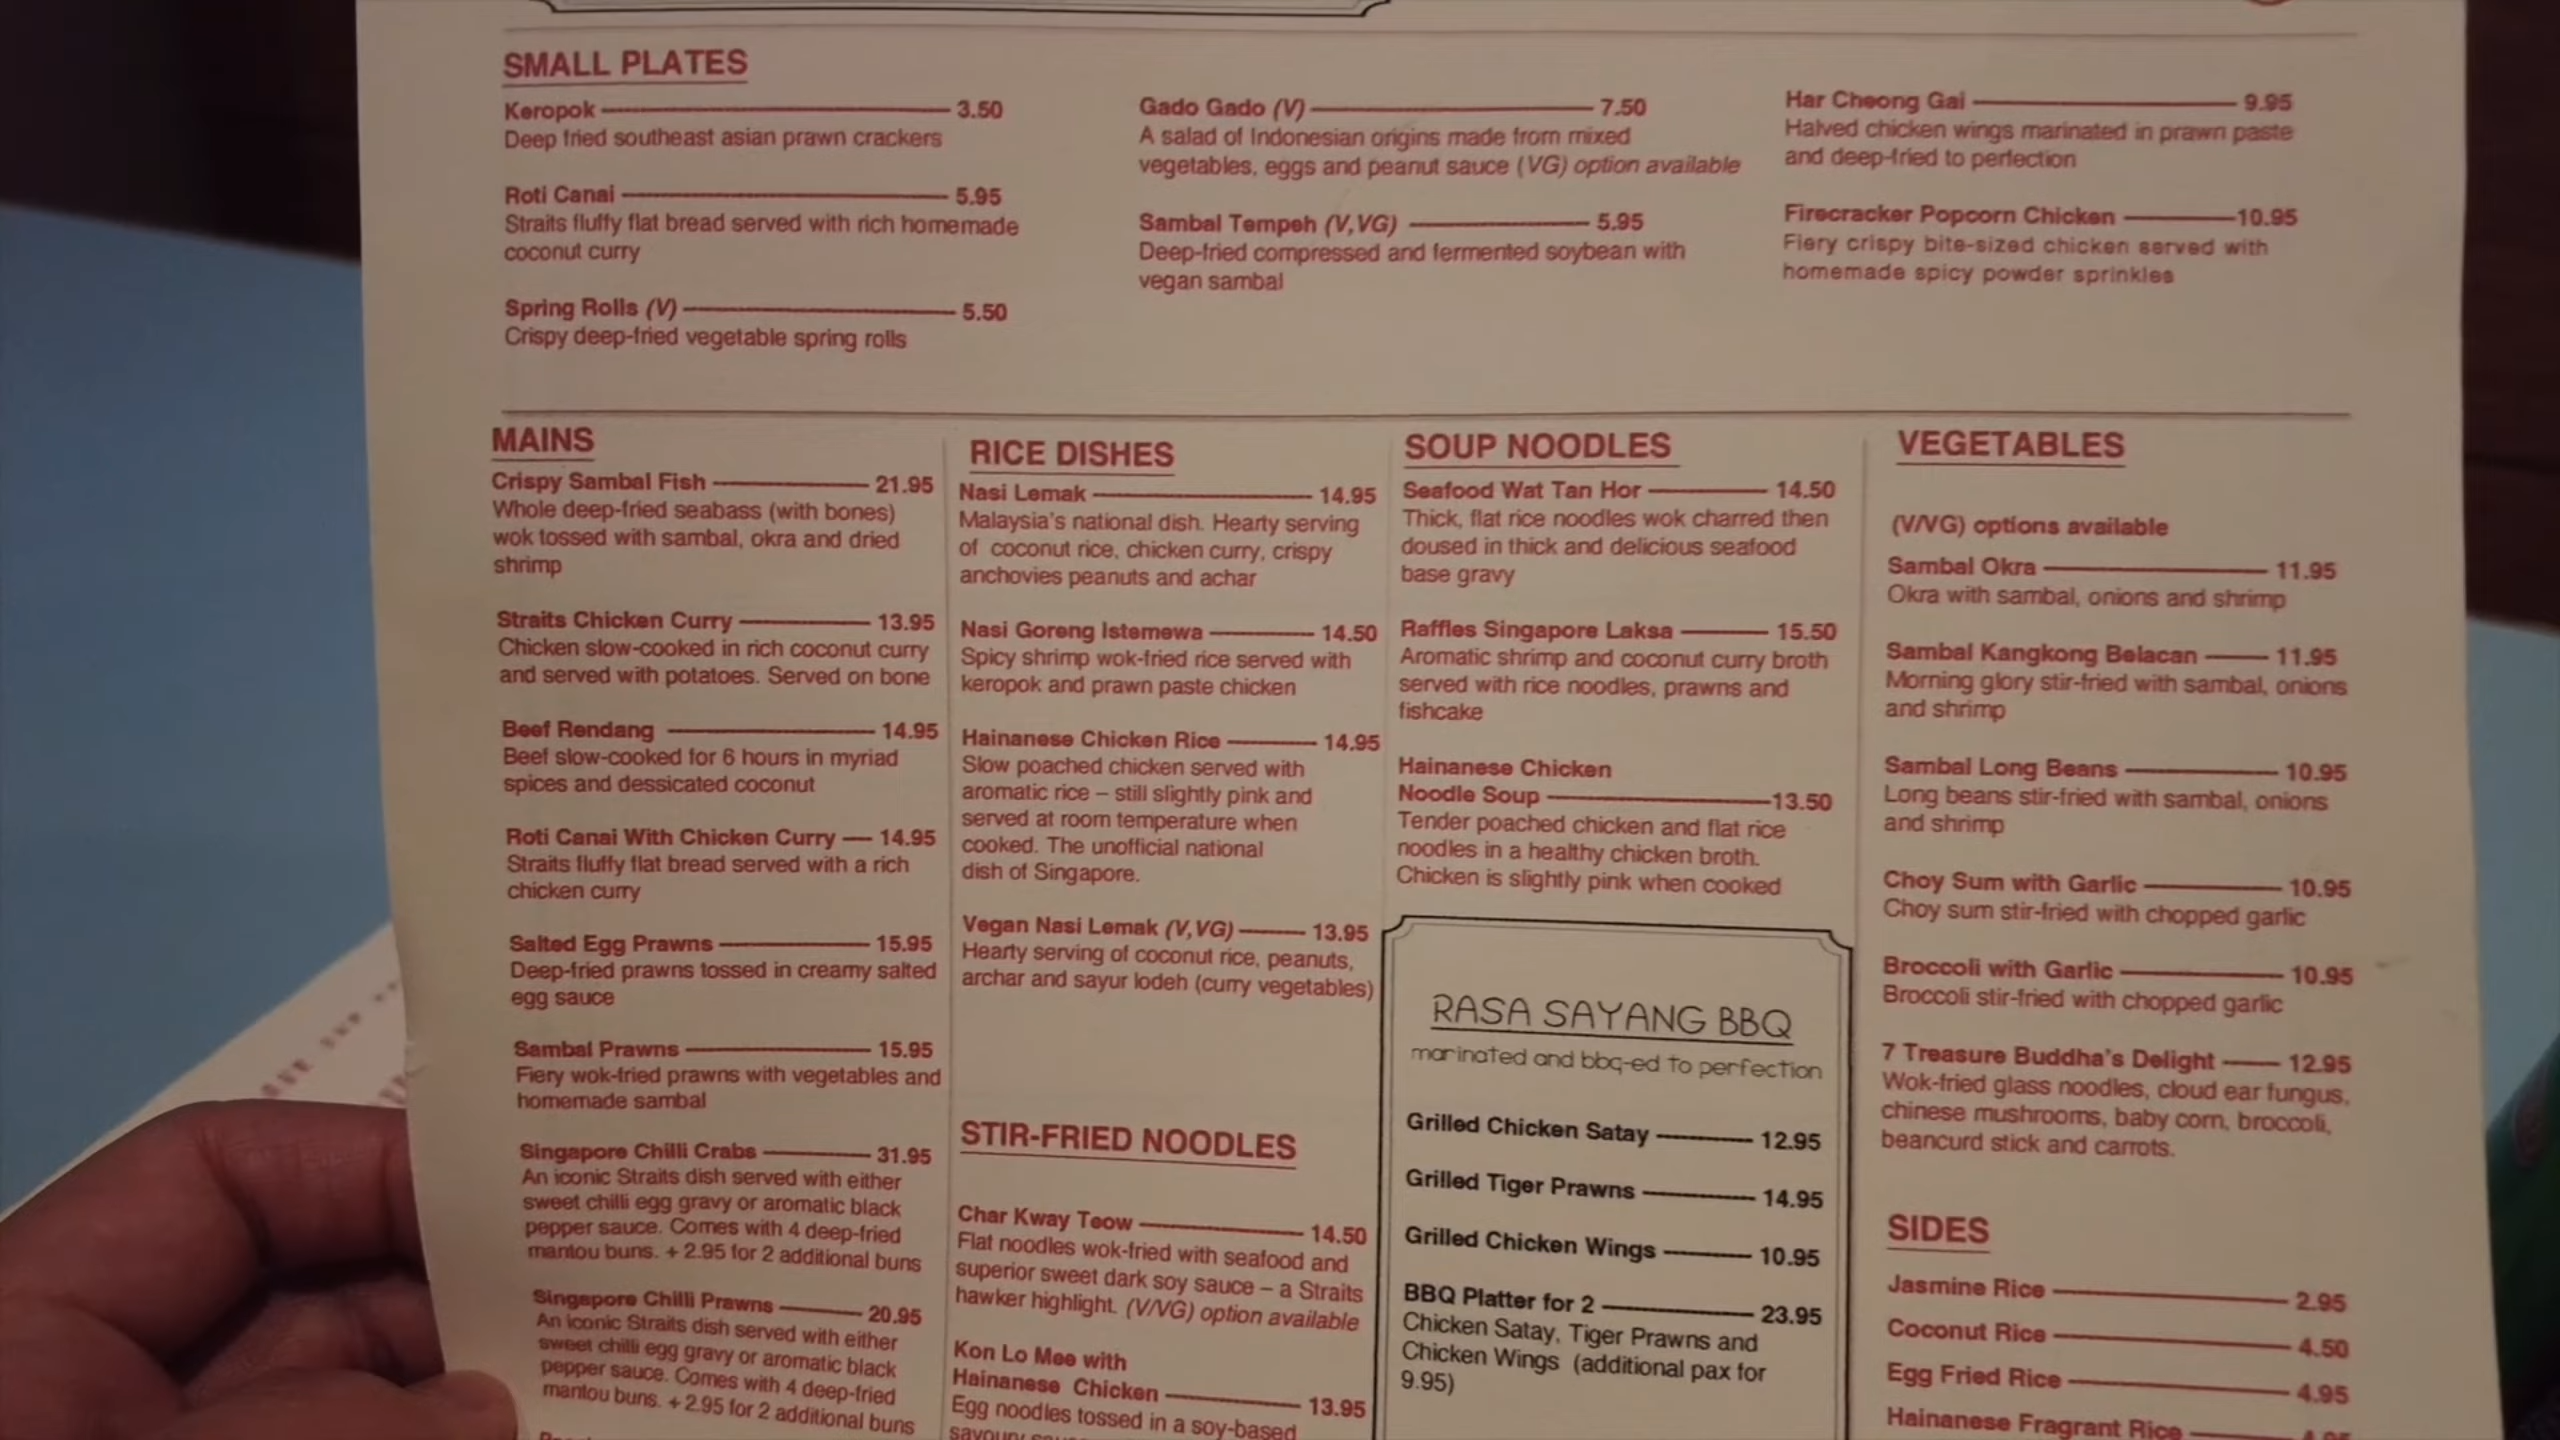 SMALL PLATES
Keropok 3.50
Deep fried southeast asian prawn crackers
Roti Canai 5.95
Straits fluffy flat bread served with rich homemade
coconut curry
Spring Rolls (V) 5.50
Crispy deep-fried vegetable spring rolls
Gado Gado (V) 7.50
A salad of Indonesian origins made from mixed
vegetables, eggs and peanut sauce (VG) option available
Sambal Tempeh (V,VG) 5.95
Deep-fried compressed and fermented soybean with
vegan sambal
Har Cheong Gai 9.95
Halved chicken wings marinated in prawn paste
and deep-fried to perfection
Firecracker Popcorn Chicken 10.95
Fiery crispy bite-sized chicken served with
homemade spicy powder sprinkles
MAINS
Crispy Sambal Fish 21.95
Whole deep-fried seabass (with bones)
wok tossed with sambal, okra and dried
shrimp
Straits Chicken Curry 13.95
Chicken slow-cooked in rich coconut curry
and served with potatoes. Served on bone
Beef Rendang 14.95
Beef slow-cooked for 6 hours in myriad
spices and dessicated coconut
Roti Canai With Chicken Curry 14.95
Straits fluffy flat bread served with a rich
chicken curry
Salted Egg Prawns 15.95
Deep-fried prawns tossed in creamy salted
egg sauce
Sambal Prawns 15.95
Fiery wok-fried prawns with vegetables and
homemade sambal
Singapore Chilli Crabs 31.95
An iconic Straits dish served with either
sweet chilli egg gravy or aromatic black
pepper sauce. Comes with 4 deep-fried
mantou buns. + 2.95 for 2 additional buns
Singapore Chilli Prawns 20.95
An iconic Straits dish served with either
sweet chilli egg gravy or aromatic black
pepper sauce. Comes with 4 deep-fried
mantou buns. + 2.95 for 2 additional buns
RICE DISHES
Nasi Lemak 14.95
Malaysia's national dish. Hearty serving
of coconut rice, chicken curry, crispy
anchovies peanuts and achar
Nasi Goreng Istemewa 14.50
Spicy shrimp wok-fried rice served with
keropok and prawn paste chicken
Hainanese Chicken Rice 14.95
Slow poached chicken served with
aromatic rice – still slightly pink and
served at room temperature when
cooked. The unofficial national
dish of Singapore.
Vegan Nasi Lemak (V,VG) 13.95
Hearty serving of coconut rice, peanuts,
archar and sayur lodeh (curry vegetables)
STIR-FRIED NOODLES
Char Kway Teow 14.50
Flat noodles wok-fried with seafood and
superior sweet dark soy sauce – a Straits
hawker highlight. (V/VG) option available
Kon Lo Mee with
Hainanese Chicken 13.95
Egg noodles tossed in a soy-based
savoury
SOUP NOODLES
Seafood Wat Tan Hor 14.50
Thick, flat rice noodles wok charred then
doused in thick and delicious seafood
base gravy
Raffles Singapore Laksa 15.50
Aromatic shrimp and coconut curry broth
served with rice noodles, prawns and
fishcake
Hainanese Chicken
Noodle Soup 13.50
Tender poached chicken and flat rice
noodles in a healthy chicken broth.
Chicken is slightly pink when cooked
RASA SAYANG BBQ
marinated and bbq-ed to perfection
Grilled Chicken Satay 12.95
Grilled Tiger Prawns 14.95
Grilled Chicken Wings 10.95
BBQ Platter for 2 23.95
Chicken Satay, Tiger Prawns and
Chicken Wings (additional pax for
9.95)
VEGETABLES
(V/VG) options available
Sambal Okra 11.95
Okra with sambal, onions and shrimp
Sambal Kangkong Belacan 11.95
Morning glory stir-fried with sambal, onions
and shrimp
Sambal Long Beans 10.95
Long beans stir-fried with sambal, onions
and shrimp
Choy Sum with Garlic 10.95
Choy sum stir-fried with chopped garlic
Broccoli with Garlic 10.95
Broccoli stir-fried with chopped garlic
7 Treasure Buddha's Delight 12.95
Wok-fried glass noodles, cloud ear fungus,
chinese mushrooms, baby corn, broccoli,
beancurd stick and carrots.
SIDES
Jasmine Rice 2.95
Coconut Rice 4.50
Egg Fried Rice 4.95
Hainanese Fragrant Rice